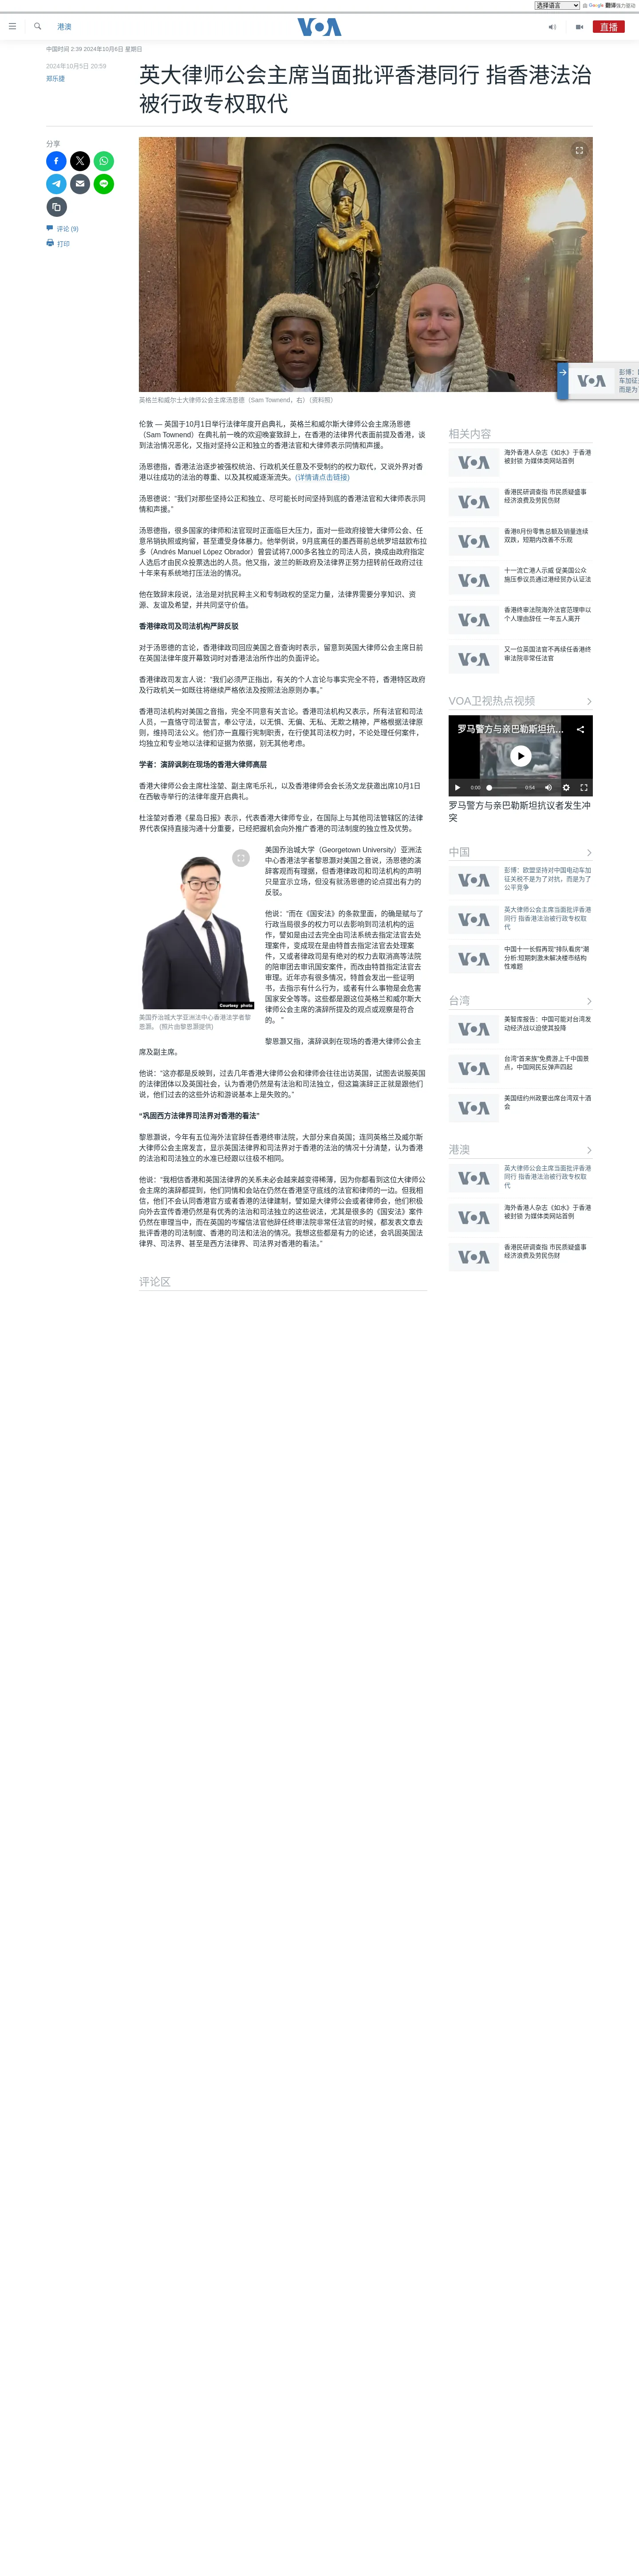 选择语言
由 Google 翻译强力驱动
港澳
VOA
直播
中国时间 2:39 2024年10月6日 星期日
2024年10月5日 20:59
郑乐捷
英大律师公会主席当面批评香港同行 指香港法治
被行政专权取代
分享
评论 (9)
打印
英格兰和威尔士大律师公会主席汤恩德（Sam Townend，右）（资料照）
伦敦 — 英国于10月1日举行法律年度开启典礼，英格兰和威尔斯大律师公会主席汤恩德
（Sam Townend）在典礼前一晚的欢迎晚宴致辞上，在香港的法律界代表面前提及香港，谈
到法治情况恶化，又指对坚持公正和独立的香港法官和大律师表示同情和声援。
汤恩德指，香港法治逐步被强权统治、行政机关任意及不受制约的权力取代，又说外界对香
港以往成功的法治的尊重、以及其权威逐渐流失。(详情请点击链接)
汤恩德说：“我们对那些坚持公正和独立、尽可能长时间坚持到底的香港法官和大律师表示同
情和声援。”
汤恩德指，很多国家的律师和法官现时正面临巨大压力，面对一些政府接管大律师公会、任
意吊销执照或拘留，甚至遭受身体暴力。他举例说，9月底离任的墨西哥前总统罗培兹欧布拉
多（Andrés Manuel López Obrador）曾尝试将7,000多名独立的司法人员，换成由政府指定
人选后才由民众投票选出的人员。他又指，波兰的新政府及法律界正努力扭转前任政府过往
十年来有系统地打压法治的情况。
他在致辞末段说，法治是对抗民粹主义和专制政权的坚定力量，法律界需要分享知识、资
源、友谊及希望，并共同坚守价值。
香港律政司及司法机构严辞反驳
对于汤恩德的言论，香港律政司回应美国之音查询时表示，留意到英国大律师公会主席日前
在英国法律年度开幕致词时对香港法治所作出的负面评论。
香港律政司发言人说：“我们必须严正指出，有关的个人言论与事实完全不符，香港特区政府
及行政机关一如既往将继续严格依法及按照法治原则办事。”
香港司法机构对美国之音指，完全不同意有关言论。香港司法机构又表示，所有法官和司法
人员，一直恪守司法誓言，奉公守法，以无惧、无偏、无私、无欺之精神，严格根据法律原
则，维持司法公义。他们亦一直履行宪制职责，在行使其司法权力时，不论处理任何案件，
均独立和专业地以法律和证据为依据，别无其他考虑。
学者：演辞讽刺在现场的香港大律师高层
香港大律师公会主席杜淦堃、副主席毛乐礼，以及香港律师会会长汤文龙获邀出席10月1日
在西敏寺举行的法律年度开启典礼。
杜淦堃对香港《星岛日报》表示，代表香港大律师专业，在国际上与其他司法管辖区的法律
界代表保持直接沟通十分重要，已经把握机会向外推广香港的司法制度的独立性及优势。
Courtesy photo
美国乔治城大学亚洲法中心香港法学者黎
恩灏。（照片由黎恩灏提供)
美国乔治城大学（Georgetown University）亚洲法
中心香港法学者黎恩灏对美国之音说，汤恩德的演
辞客观而有理据，但香港律政司和司法机构的声明
只是宣示立场，但没有就汤恩德的论点提出有力的
反驳。
他说：“而在《国安法》的条款里面，的确是赋与了
行政当局很多的权力可以去影响到司法机构的运
作，譬如是由过去完全由司法系统去指定法官去处
理案件，变成现在是由特首去指定法官去处理案
件，又或者律政司是有绝对的权力去取消高等法院
的陪审团去审讯国安案件，而改由特首指定法官去
审理。近年亦有很多情况，特首会发出一些证明
书，去指示有什么行为，或者有什么事物是会危害
国家安全等等。这些都是跟这位英格兰和威尔斯大
律师公会主席的演辞所提及的观点或观察是符合
的。 ”
黎恩灏又指，演辞讽刺在现场的香港大律师公会主
席及副主席。
他说：“这亦都是反映到，过去几年香港大律师公会和律师会往往出访英国，试图去说服英国
的法律团体以及英国社会，认为香港仍然是有法治和司法独立，但这篇演辞正正就是跟他们
说，他们过去的这些外访和游说基本上是失败的。”
“巩固西方法律界司法界对香港的看法”
黎恩灏说，今年有五位海外法官辞任香港终审法院，大部分来自英国；连同英格兰及威尔斯
大律师公会主席发言，显示英国法律界和司法界对于香港的法治的情况十分清楚，认为香港
的法治和司法独立的水准已经跟以往极不相同。
他说：“我相信香港和英国法律界的关系未必会越来越变得稀薄，因为你都看到这位大律师公
会主席的演辞都提到，他们同情和会站在仍然在香港坚守底线的法官和律师的一边。但我相
信，他们不会认同香港官方或者香港的法律建制，譬如是大律师公会或者律师会，他们积极
向外去宣传香港仍然是有优秀的法治和司法独立的这些说法，尤其是很多的《国安法》案件
仍然在审理当中，而在英国的岑耀信法官他辞任终审法院非常任法官的时候，都发表文章去
批评香港的司法制度、香港的司法和法治的情况。我想这些都是有力的论述，会巩固英国法
律界、司法界、甚至是西方法律界、司法界对香港的看法。”
评论区
彭博：
车加征
而是为
相关内容
海外香港人杂志《如水》于香港
被封锁 为媒体类网站首例
香港民研调查指 市民质疑盛事
经济浪费及劳民伤财
香港8月份零售总额及销量连续
双跌，短期内改善不乐观
十一流亡港人示威 促美国公众
施压参议员通过港经贸办认证法
香港终审法院海外法官范理申以
个人理由辞任 一年五人离开
又一位英国法官不再续任香港终
审法院非常任法官
VOA卫视热点视频
罗马警方与亲巴勒斯坦抗...
0:00
0:54
罗马警方与亲巴勒斯坦抗议者发生冲
突
中国
彭博：欧盟坚持对中国电动车加
征关税不是为了对抗，而是为了
公平竞争
英大律师公会主席当面批评香港
同行 指香港法治被行政专权取
代
中国十一长假再现“排队看房”潮
分析:短期刺激未解决楼市结构
性难题
台湾
美智库报告：中国可能对台湾发
动经济战以迫使其投降
台湾“首来族”免费游上千中国景
点，中国网民反弹声四起
美国纽约州政要出席台湾双十酒
会
港澳
英大律师公会主席当面批评香港
同行 指香港法治被行政专权取
代
海外香港人杂志《如水》于香港
被封锁 为媒体类网站首例
香港民研调查指 市民质疑盛事
经济浪费及劳民伤财